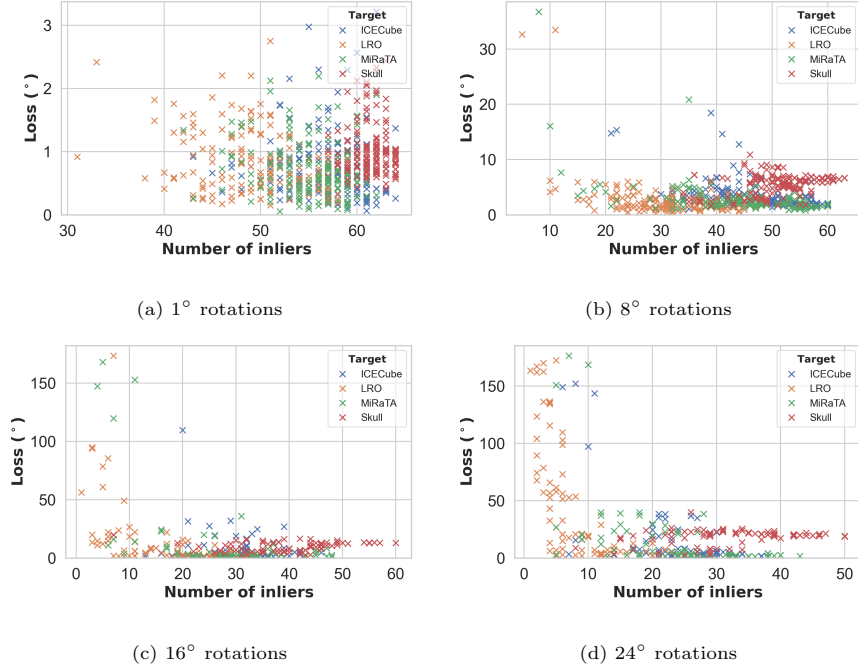 Target
ICECube
LRO
MiRaTA
Skull
3
2
1
0
Loss (°)
30 40 50 60
Number of inliers
(a) 1° rotations
Target
ICECube
LRO
MiRaTA
Skull
30
20
10
0
Loss (°)
10 20 30 40 50 60
Number of inliers
(b) 8° rotations
Target
ICECube
LRO
MiRaTA
Skull
150
100
50
0
Loss (°)
0 10 20 30 40 50 60
Number of inliers
(c) 16° rotations
Target
ICECube
LRO
MiRaTA
Skull
150
100
50
0
Loss (°)
0 10 20 30 40 50
Number of inliers
(d) 24° rotations